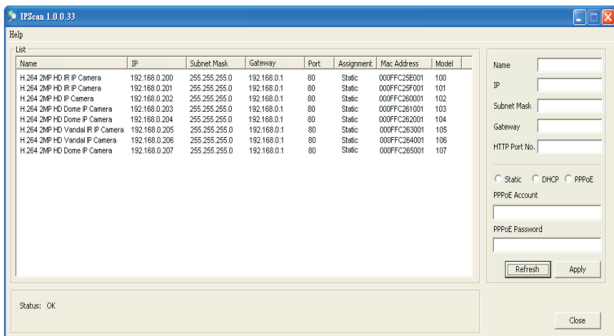 IPScan 1.0.0.33
Help
List
Name IP Subnet Mask Gateway Port Assignment Mac Address Model
H.264 2MP HD IR IP Camera 192.168.0.200 255.255.255.0 192.168.0.1 80 Static 000FFC25E001 100
H.264 2MP HD IR IP Camera 192.168.0.201 255.255.255.0 192.168.0.1 80 Static 000FFC25F001 101
H.264 2MP HD IP Camera 192.168.0.202 255.255.255.0 192.168.0.1 80 Static 000FFC260001 102
H.264 2MP HD Dome IP Camera 192.168.0.203 255.255.255.0 192.168.0.1 80 Static 000FFC261001 103
H.264 2MP HD Dome IP Camera 192.168.0.204 255.255.255.0 192.168.0.1 80 Static 000FFC262001 104
H.264 2MP HD Vandal IR IP Camera 192.168.0.205 255.255.255.0 192.168.0.1 80 Static 000FFC263001 105
H.264 2MP HD Vandal IP Camera 192.168.0.206 255.255.255.0 192.168.0.1 80 Static 000FFC264001 106
H.264 2MP HD Dome IP Camera 192.168.0.207 255.255.255.0 192.168.0.1 80 Static 000FFC265001 107
Name
IP
Subnet Mask
Gateway
HTTP Port No.
Static DHCP PPPoE
PPPoE Account
PPPoE Password
Refresh Apply
Status: OK
Close